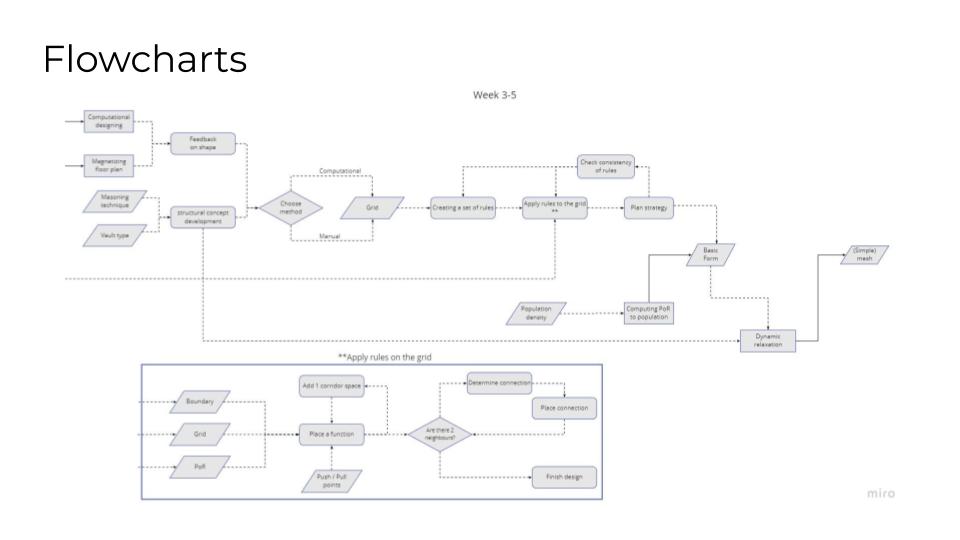 Flowcharts
Week 3-5
Computational
designing
Magnetizing
floor plan
Masoning
technique
Vault type
Feedback
on shape
structural concept
development
Choose
method
Computational
Manual
Grid
Creating a set of rules
Apply rules to the grid
**
Check consistency
of rules
Plan strategy
Basic
Form
(Simple)
mesh
Population
density
Computing PoR
to population
Dynamic
relaxation
**Apply rules on the grid
Boundary
Grid
PoR
Add 1 corridor space
Place a function
Push / Pull
points
Are there 2
neighbours?
Determine connection
Place connection
Finish design
miro